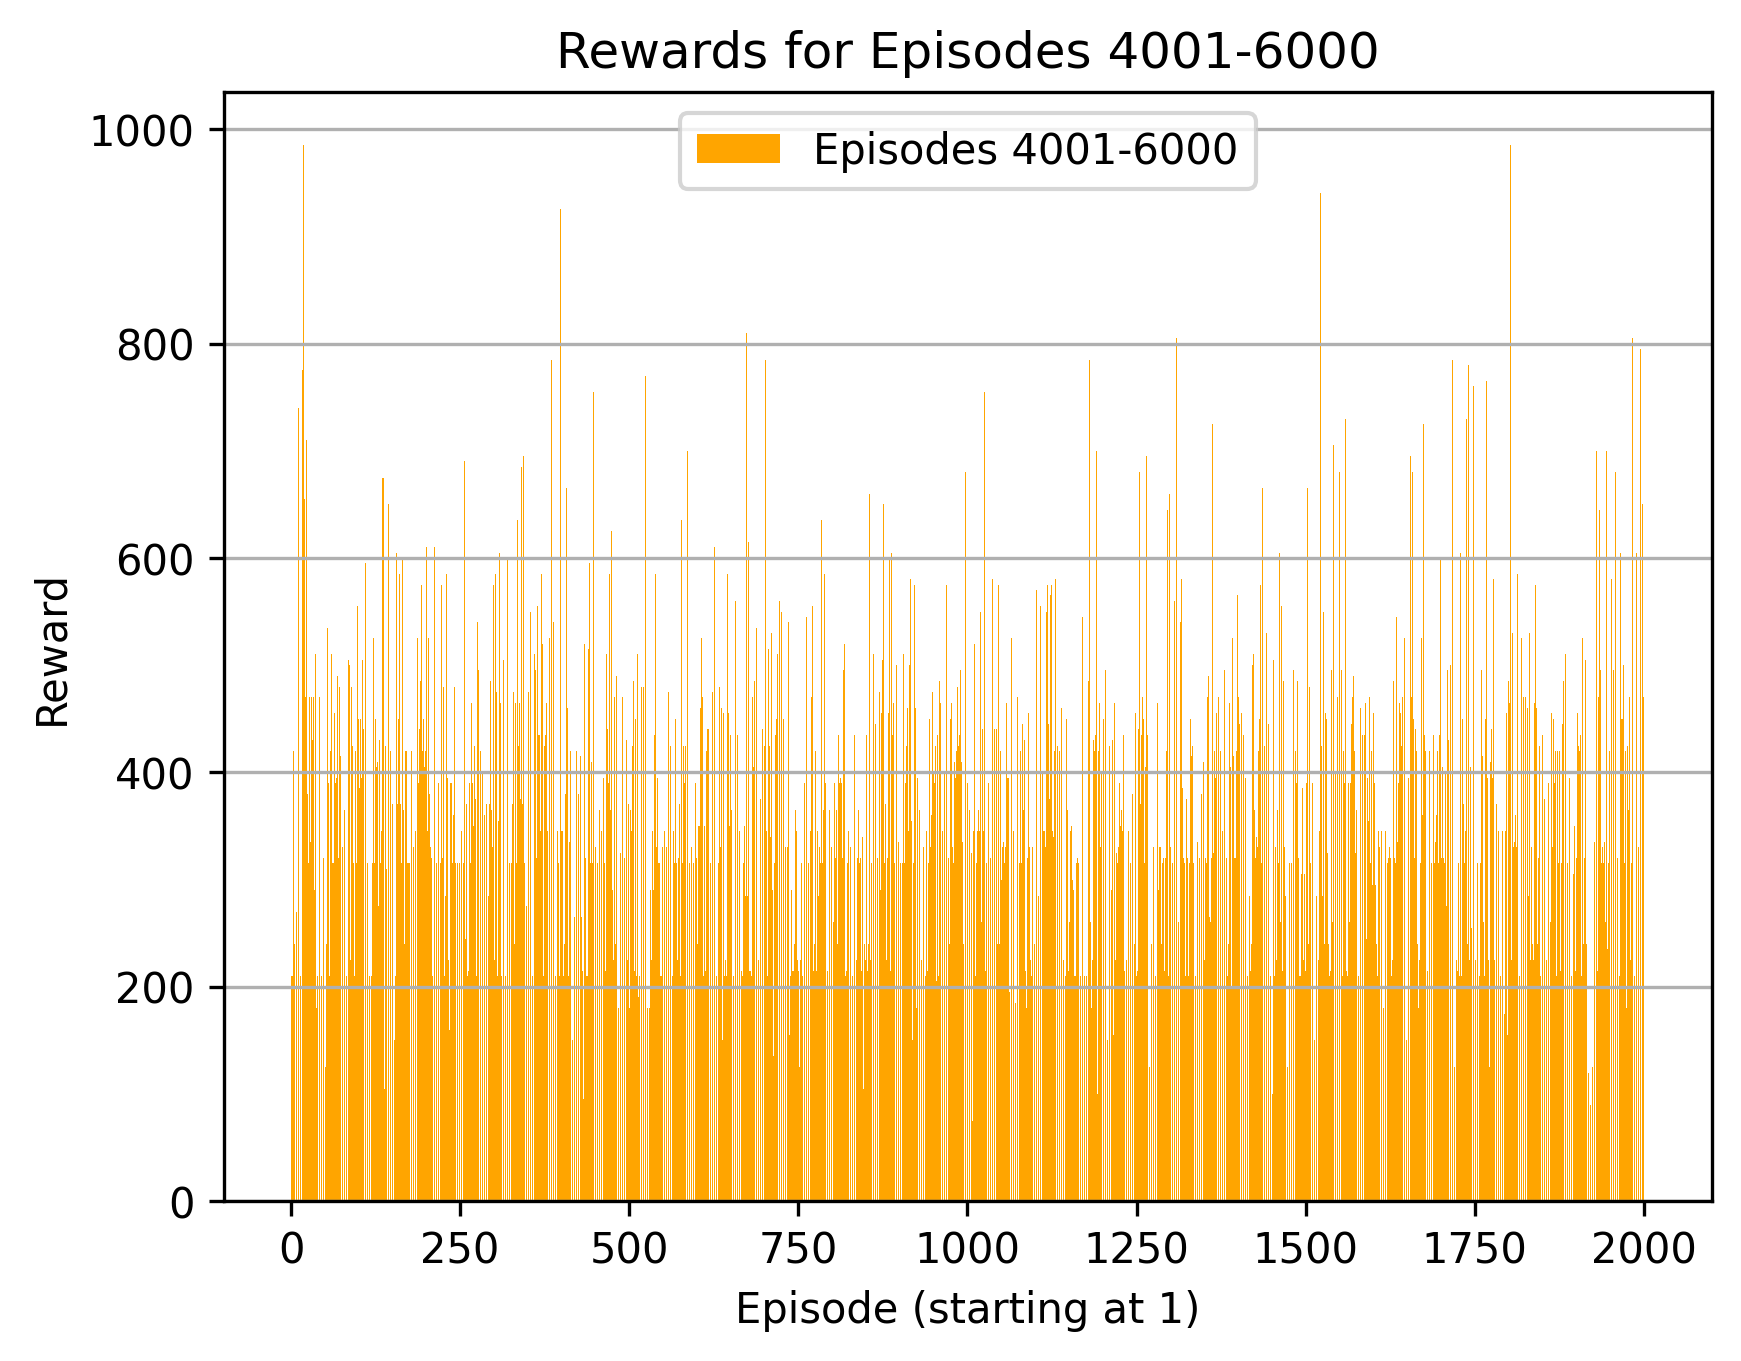 Rewards for Episodes 4001-6000
Episodes 4001-6000
1000
800
600
400
200
0
Reward
0 250 500 750 1000 1250 1500 1750 2000
Episode (starting at 1)